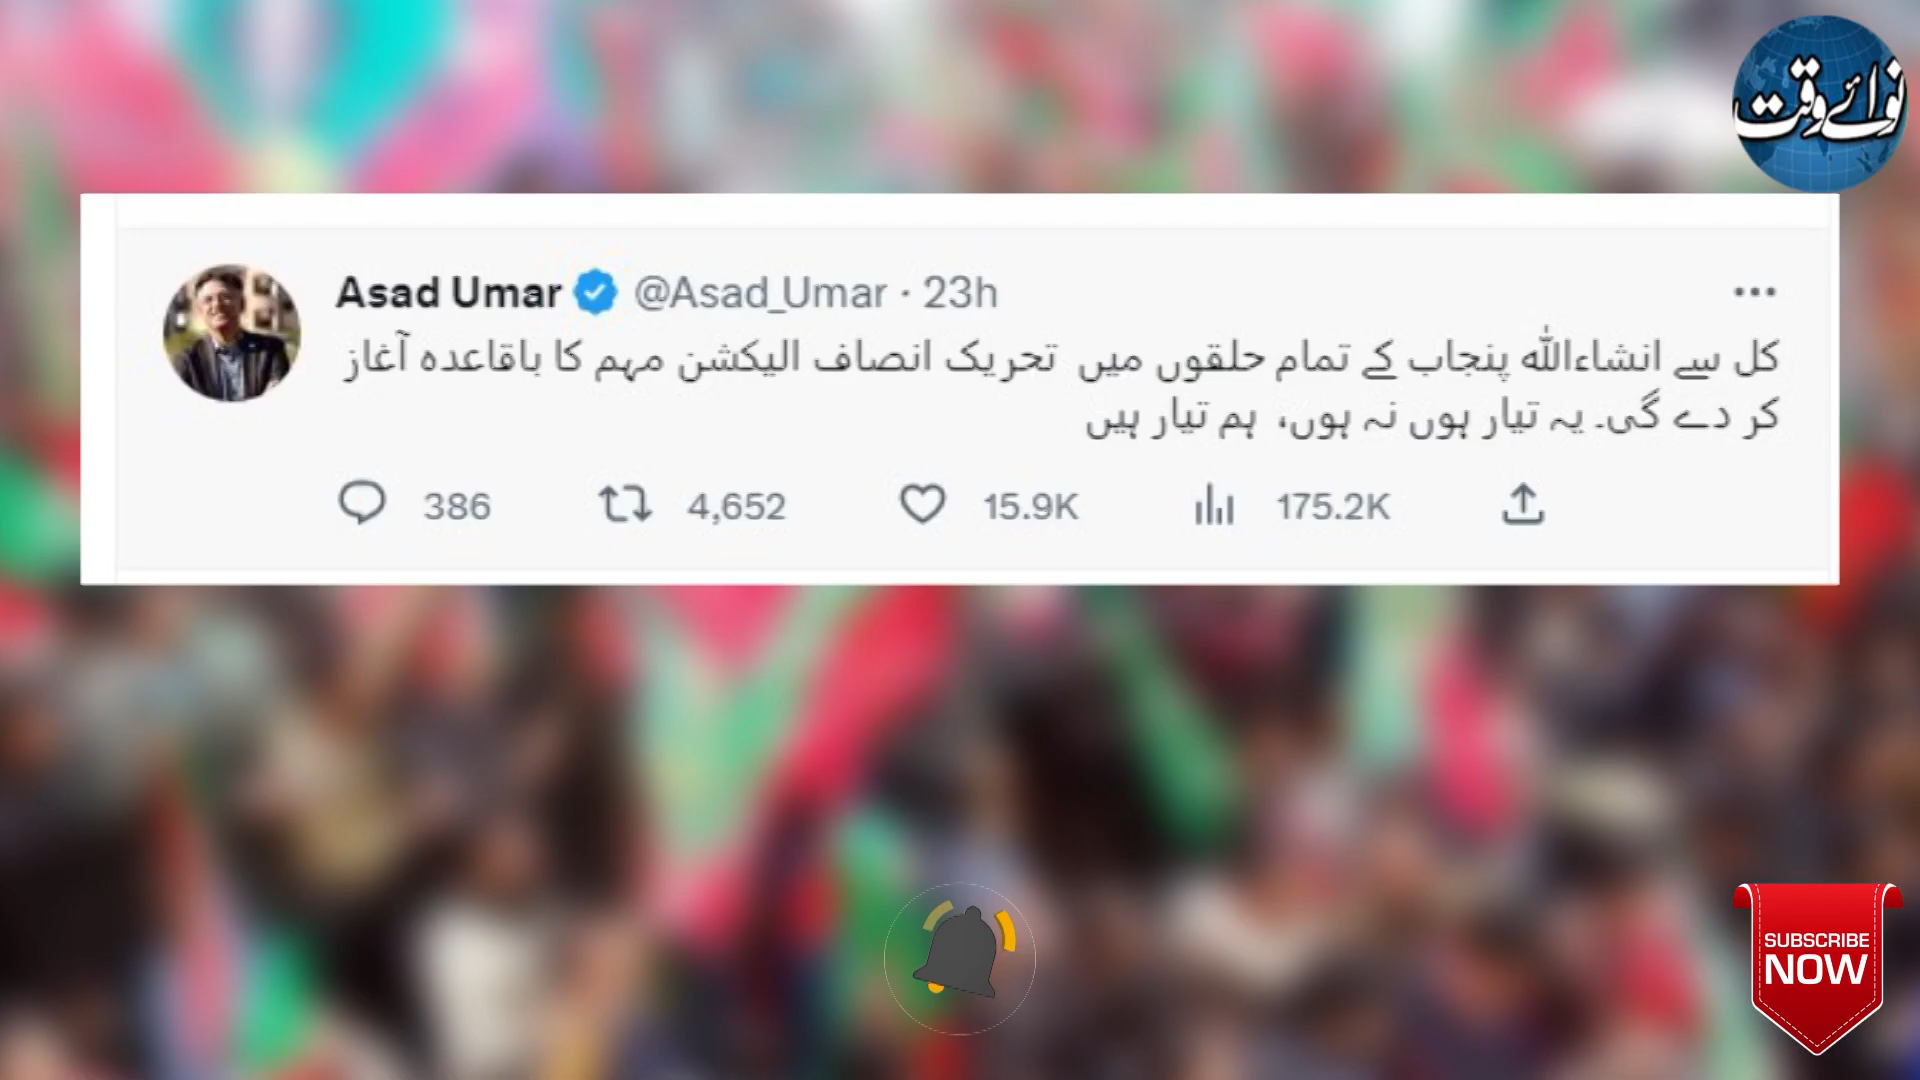 نوائے وقت
Asad Umar @Asad_Umar · 23h
کل سے انشاءاللّٰہ پنجاب کے تمام حلقوں میں تحریک انصاف الیکشن مہم کا باقاعدہ آغاز
کر دے گی۔ یہ تیار ہوں نہ ہوں، ہم تیار ہیں
386 4,652 15.9K 175.2K
SUBSCRIBE
NOW